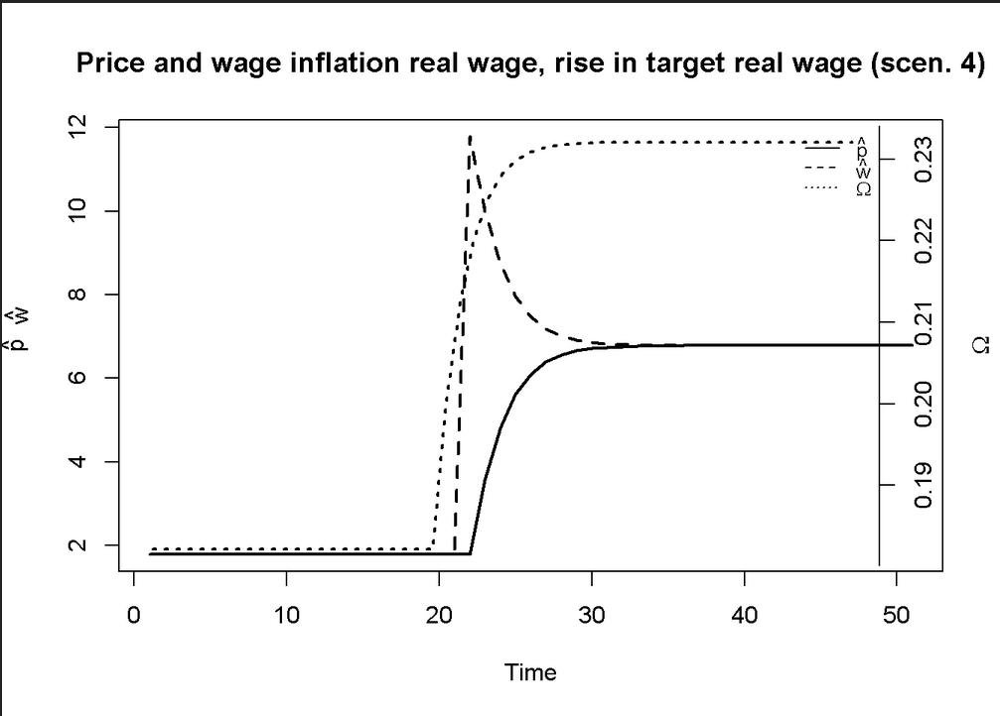 Price and wage inflation real wage, rise in target real wage (scen. 4)
p̂ ŵ
12
10
8
6
4
2
p̂
ŵ
Ω
0.23
0.22
0.21
0.20
0.19
Ω
0 10 20 30 40 50
Time